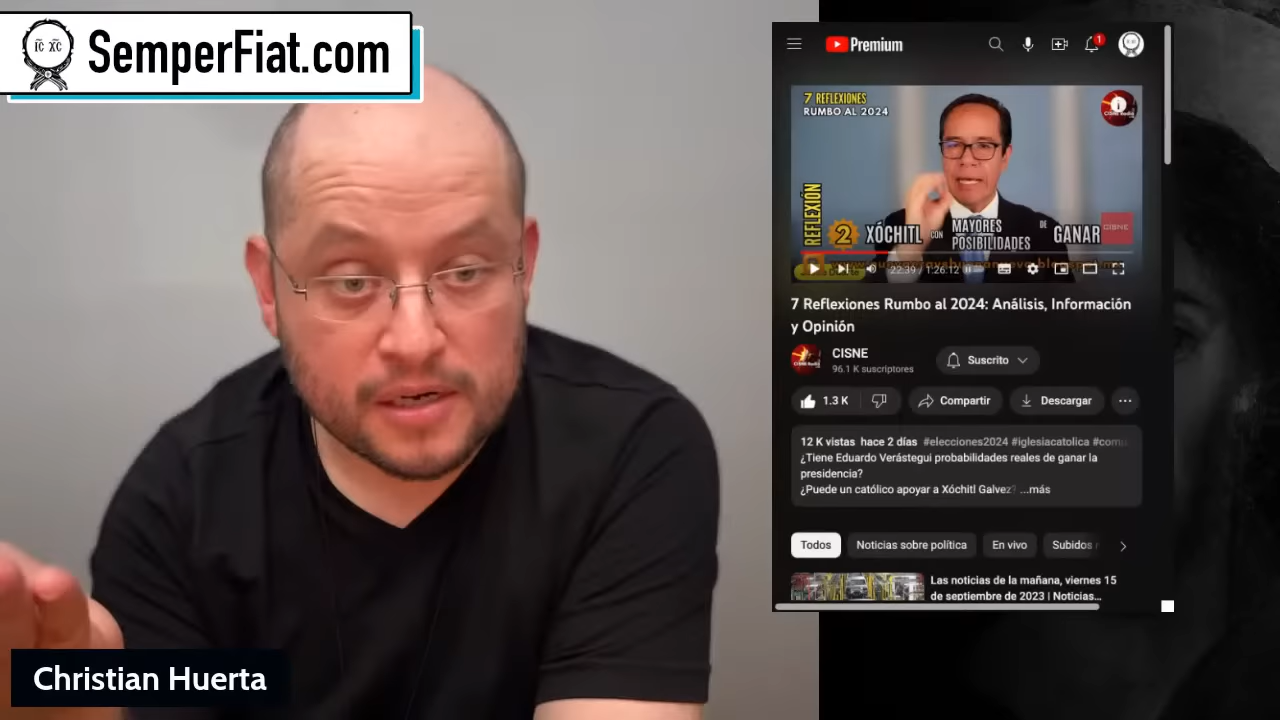 IC XC
SemperFiat.com
Christian Huerta
Premium
1
7 REFLEXIONES
RUMBO AL 2024
REFLEXIÓN
2
XÓCHITL CON MAYORES POSIBILIDADES DE GANAR
CISNE
22:39 / 1:26:12
7 Reflexiones Rumbo al 2024: Análisis, Información
y Opinión
CISNE
96.1 K suscriptores
Suscrito
1.3 K
Compartir
Descargar
12 K vistas hace 2 días #elecciones2024 #iglesiacatolica
¿Tiene Eduardo Verástegui probabilidades reales de ganar la
presidencia?
¿Puede un católico apoyar a Xóchitl Galvez? ...más
Todos
Noticias sobre política
En vivo
Subidos
Las noticias de la mañana, viernes 15
de septiembre de 2023 | Noticias...